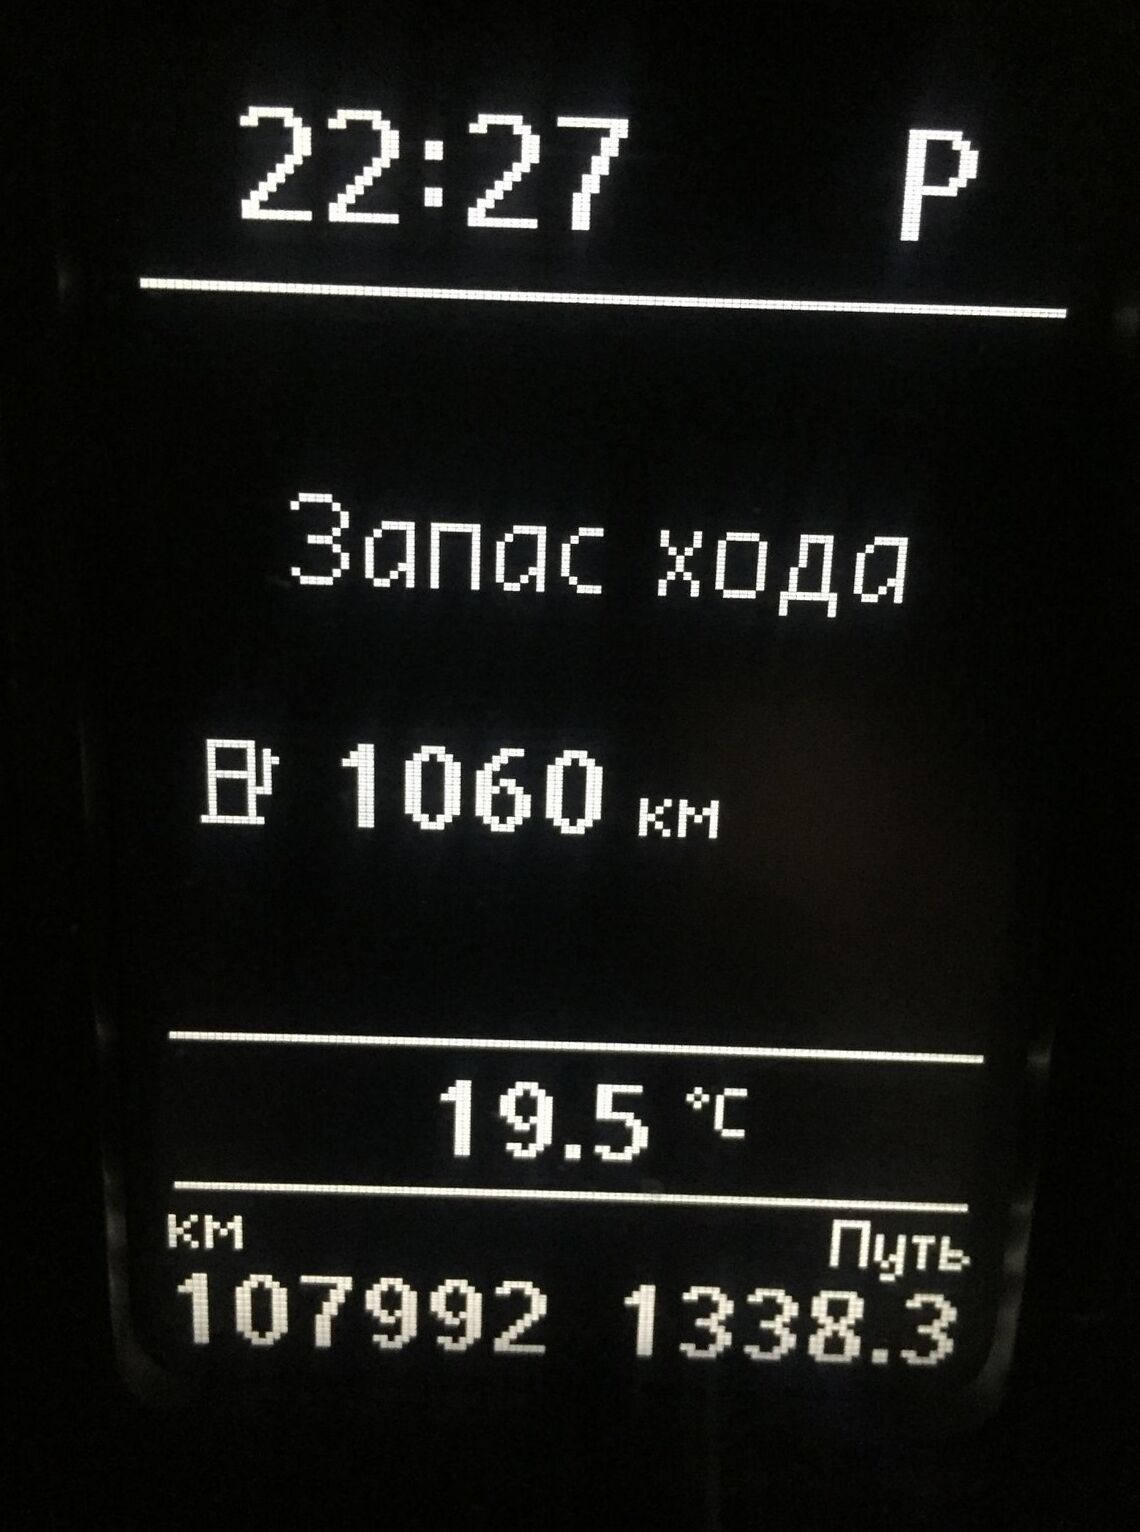 22:27 P
Запас хода
1060 км
19.5 °C
км Путь
107992 1338.3